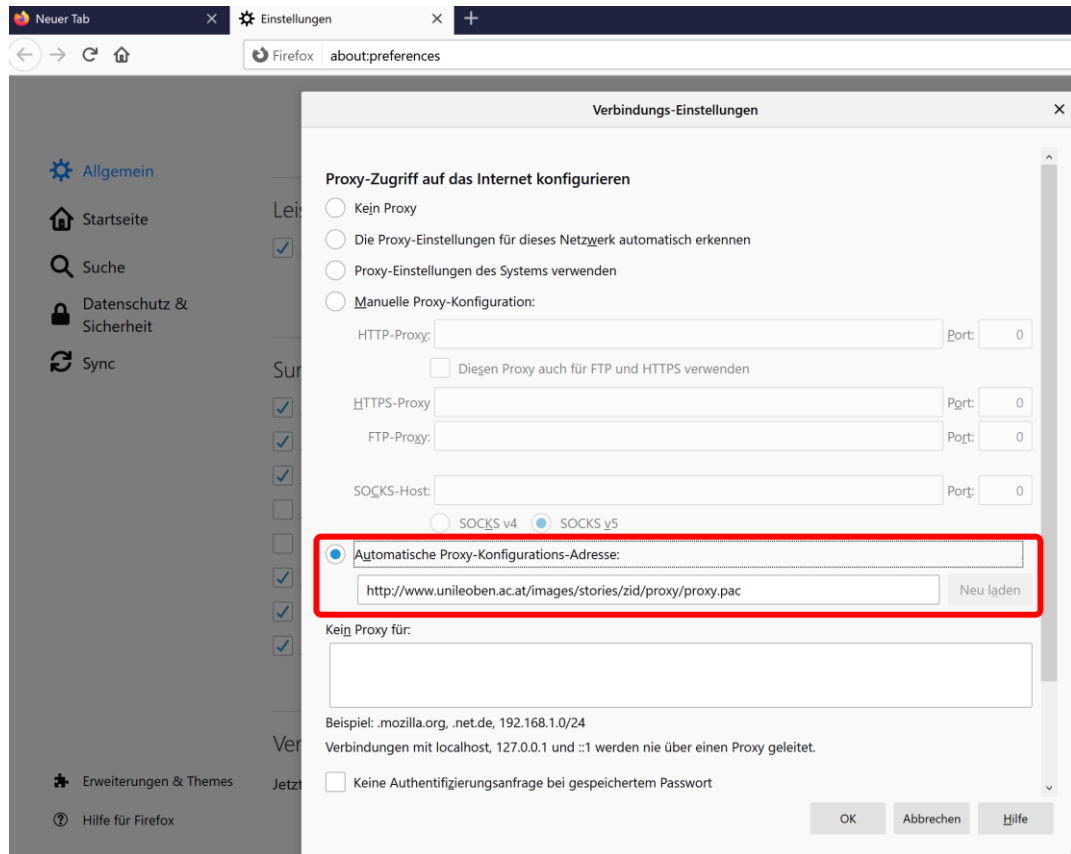 Neuer Tab
Einstellungen
Firefox about:preferences
Verbindungs-Einstellungen
Allgemein
Startseite
Suche
Datenschutz &
Sicherheit
Sync
Erweiterungen & Themes
Hilfe für Firefox
Leis
Sur
Ver
Jetzt
Proxy-Zugriff auf das Internet konfigurieren
Kein Proxy
Die Proxy-Einstellungen für dieses Netzwerk automatisch erkennen
Proxy-Einstellungen des Systems verwenden
Manuelle Proxy-Konfiguration:
HTTP-Proxy: Port: 0
Diesen Proxy auch für FTP und HTTPS verwenden
HTTPS-Proxy Port: 0
FTP-Proxy: Port: 0
SOCKS-Host: Port: 0
SOCKS v4 SOCKS v5
Automatische Proxy-Konfigurations-Adresse:
http://www.unileoben.ac.at/images/stories/zid/proxy/proxy.pac Neu laden
Kein Proxy für:
Beispiel: .mozilla.org, .net.de, 192.168.1.0/24
Verbindungen mit localhost, 127.0.0.1 und ::1 werden nie über einen Proxy geleitet.
Keine Authentifizierungsanfrage bei gespeichertem Passwort
OK Abbrechen Hilfe